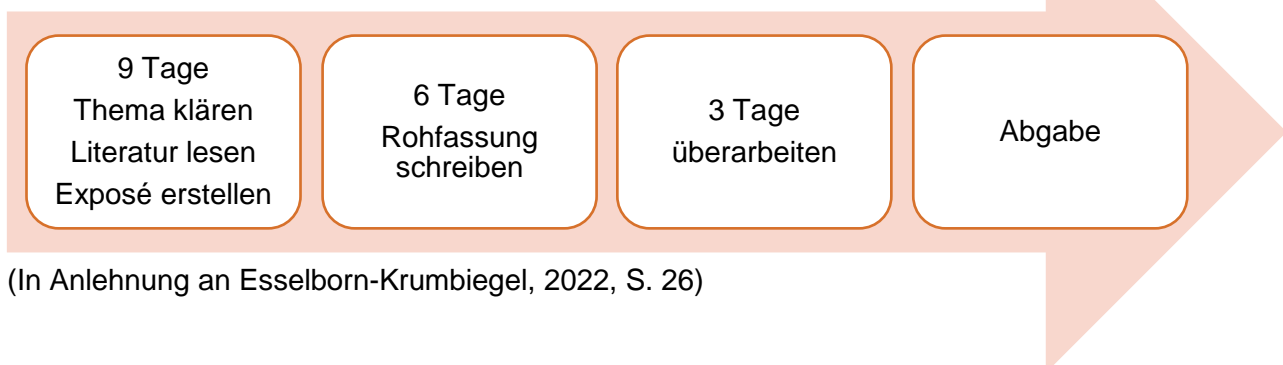 9 Tage
Thema klären
Literatur lesen
Exposé erstellen
6 Tage
Rohfassung
schreiben
3 Tage
überarbeiten
Abgabe
(In Anlehnung an Esselborn-Krumbiegel, 2022, S. 26)